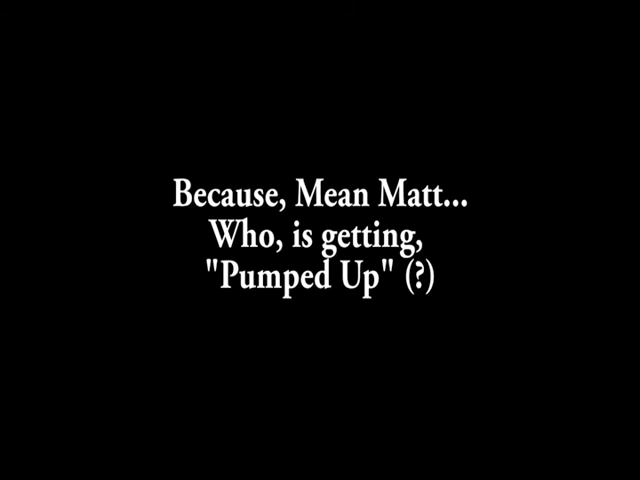 Because, Mean Matt...
Who, is getting,
"Pumped Up" (?)